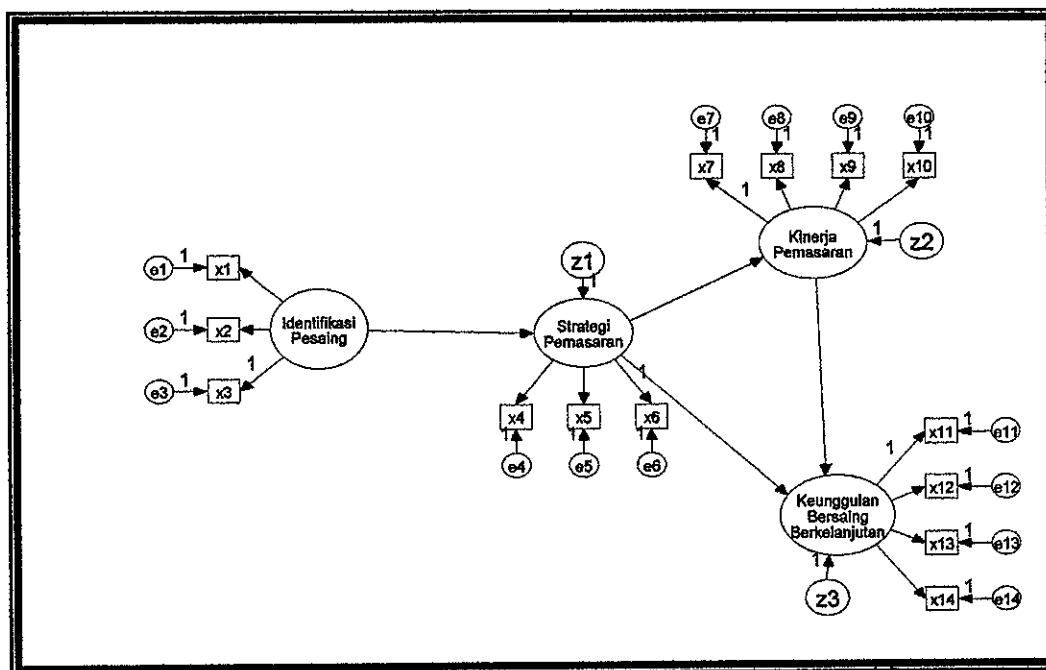 e7
e8
e9
e10
1
1
1
1
x7
x8
x9
x10
1
Kinerja
Pemasaran
1
z2
z1
1
e1
1
x1
e2
1
x2
e3
1
x3
1
Identifikasi
Pesaing
Strategi
Pemasaran
1
x4
x5
x6
1
1
1
e4
e5
e6
1
x11
1
e11
x12
1
e12
x13
1
e13
x14
1
e14
Keunggulan
Bersaing
Berkelanjutan
1
z3